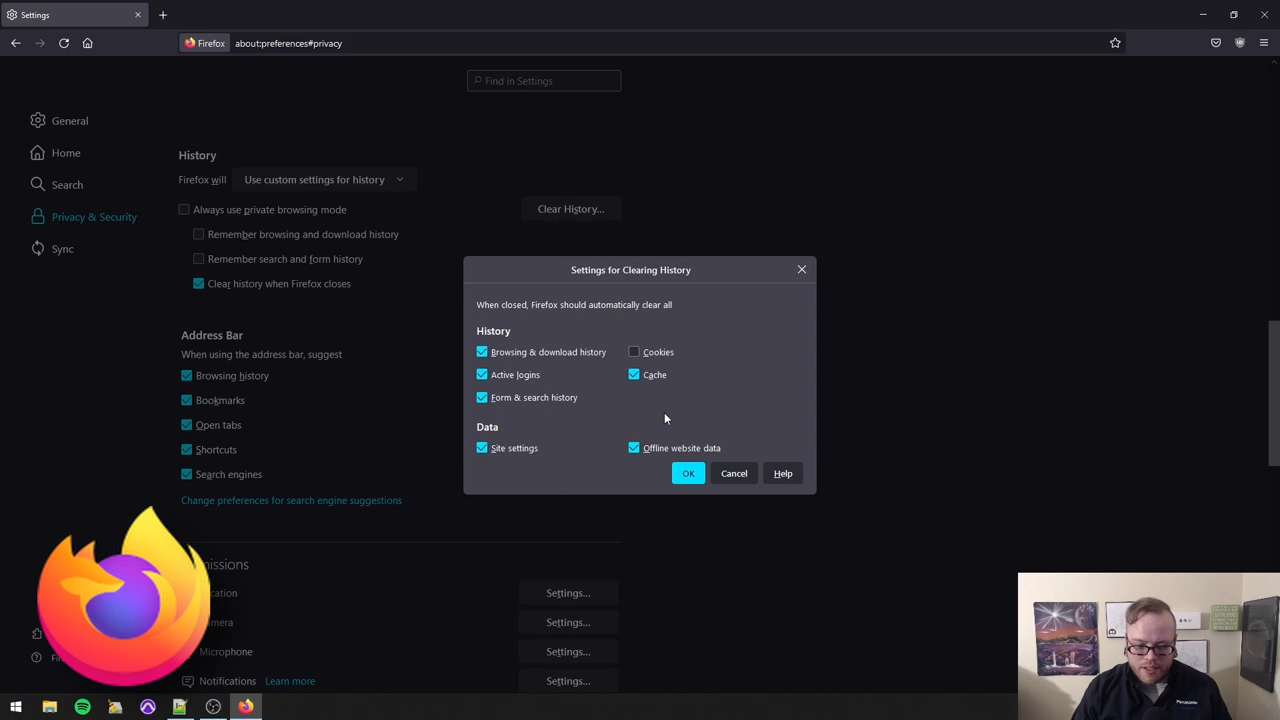 Settings
Firefox
about:preferences#privacy
Find in Settings
General
Home
Search
Privacy & Security
Sync
History
Firefox will
Use custom settings for history
Always use private browsing mode
Clear History...
Remember browsing and download history
Remember search and form history
Clear history when Firefox closes
Address Bar
When using the address bar, suggest
Browsing history
Bookmarks
Open tabs
Shortcuts
Search engines
Change preferences for search engine suggestions
Settings for Clearing History
When closed, Firefox should automatically clear all
History
Browsing & download history
Cookies
Active logins
Cache
Form & search history
Data
Site settings
Offline website data
OK
Cancel
Help
missions
cation
Settings...
mera
Settings...
Microphone
Settings...
Notifications
Learn more
Settings...